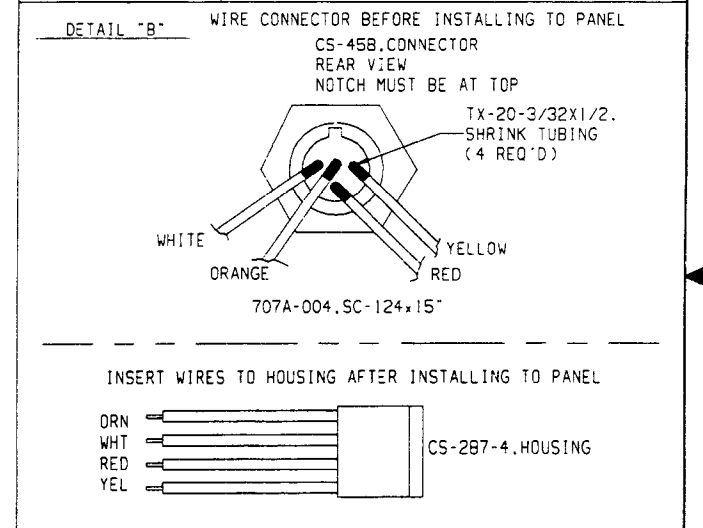 DETAIL "B"
WIRE CONNECTOR BEFORE INSTALLING TO PANEL
CS-458.CONNECTOR
REAR VIEW
NOTCH MUST BE AT TOP
TX-20-3/32X1/2.
SHRINK TUBING
(4 REQ'D)
WHITE
ORANGE
YELLOW
RED
707A-004.SC-124x15"
INSERT WIRES TO HOUSING AFTER INSTALLING TO PANEL
ORN
WHT
RED
YEL
CS-287-4.HOUSING